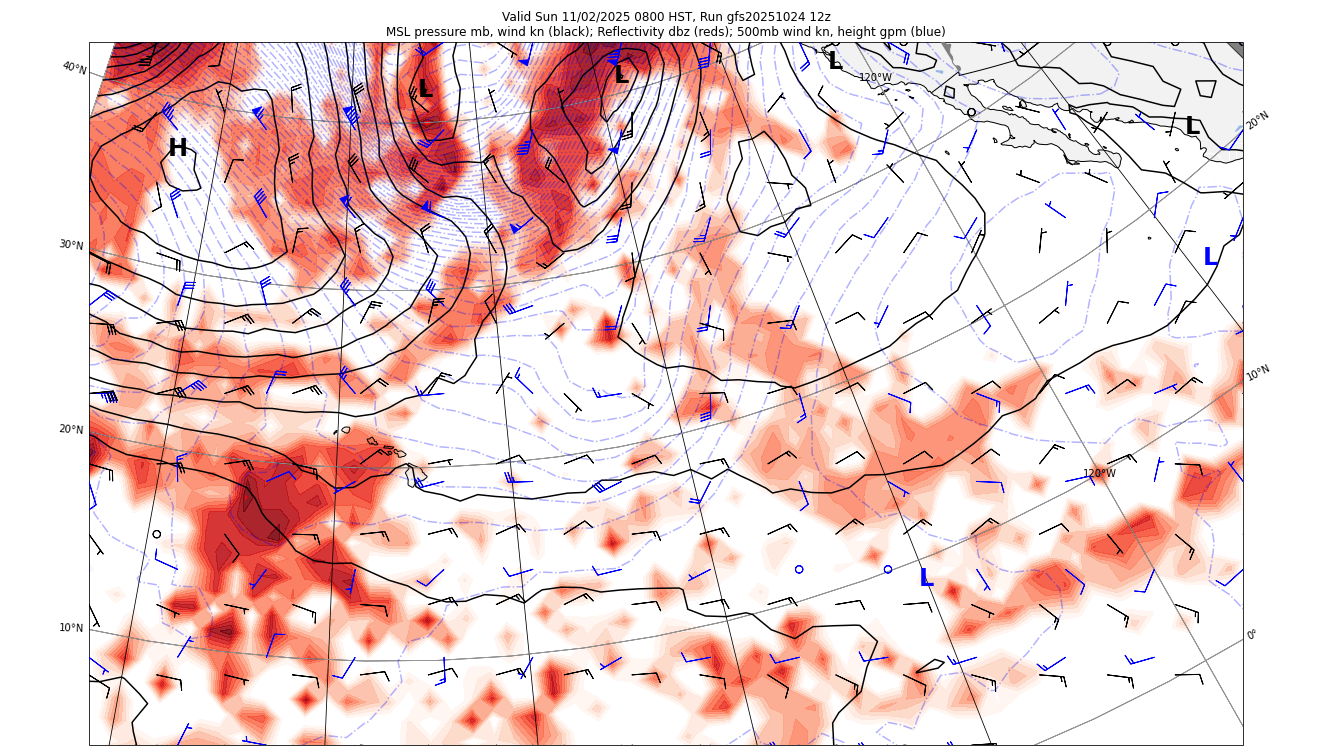 Valid Sun 11/02/2025 0800 HST, Run gfs20251024 12z
MSL pressure mb, wind kn (black); Reflectivity dbz (reds); 500mb wind kn, height gpm (blue)
40°N
L
L
L
120°W
20°N
L
H
30°N
L
10°N
20°N
120°W
L
10°N
0°